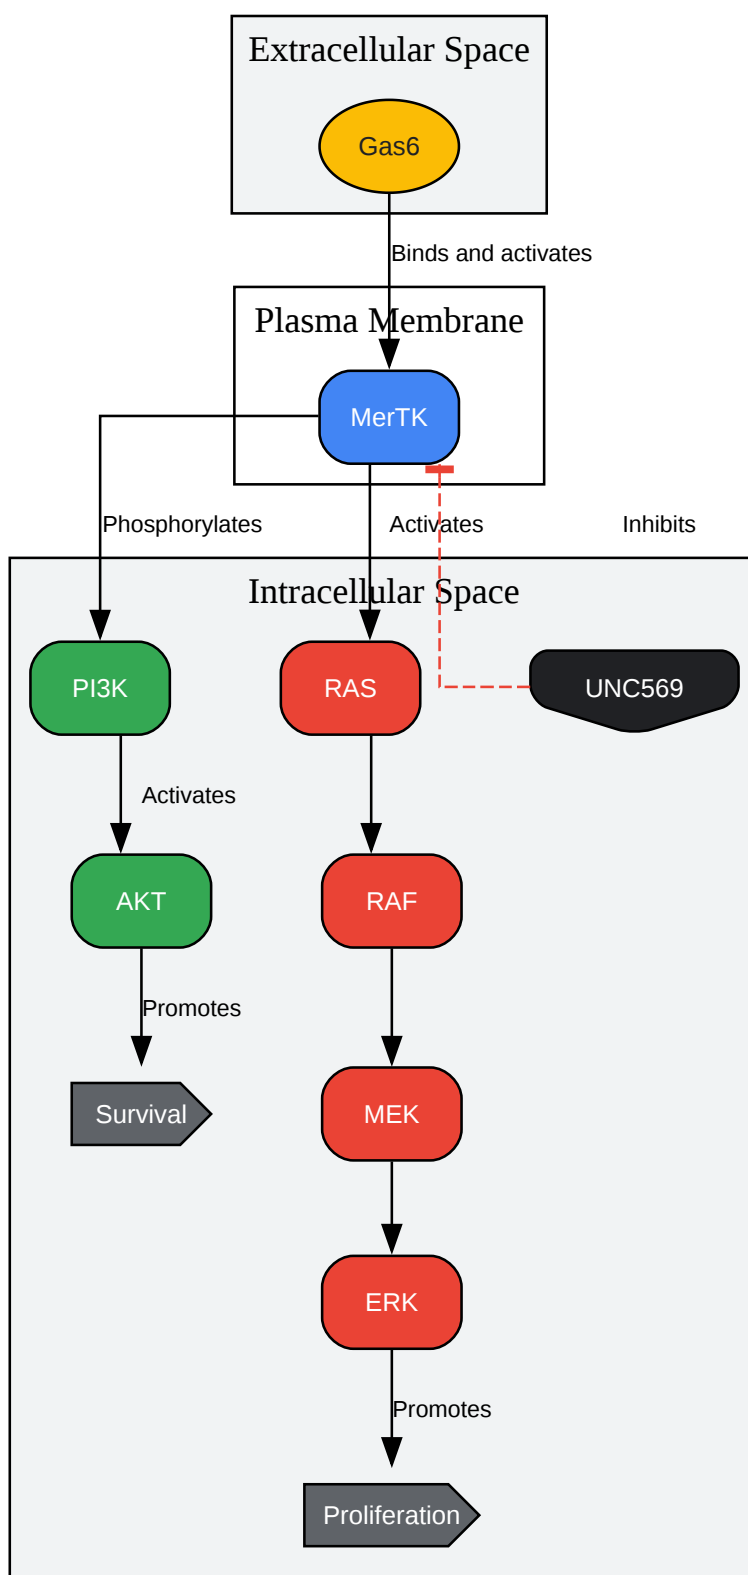 Extracellular Space
Gas6
Binds and activates
Plasma Membrane
MerTK
Phosphorylates
Activates
Inhibits
Intracellular Space
PI3K
RAS
UNC569
Activates
AKT
RAF
Promotes
Survival
MEK
ERK
Promotes
Proliferation